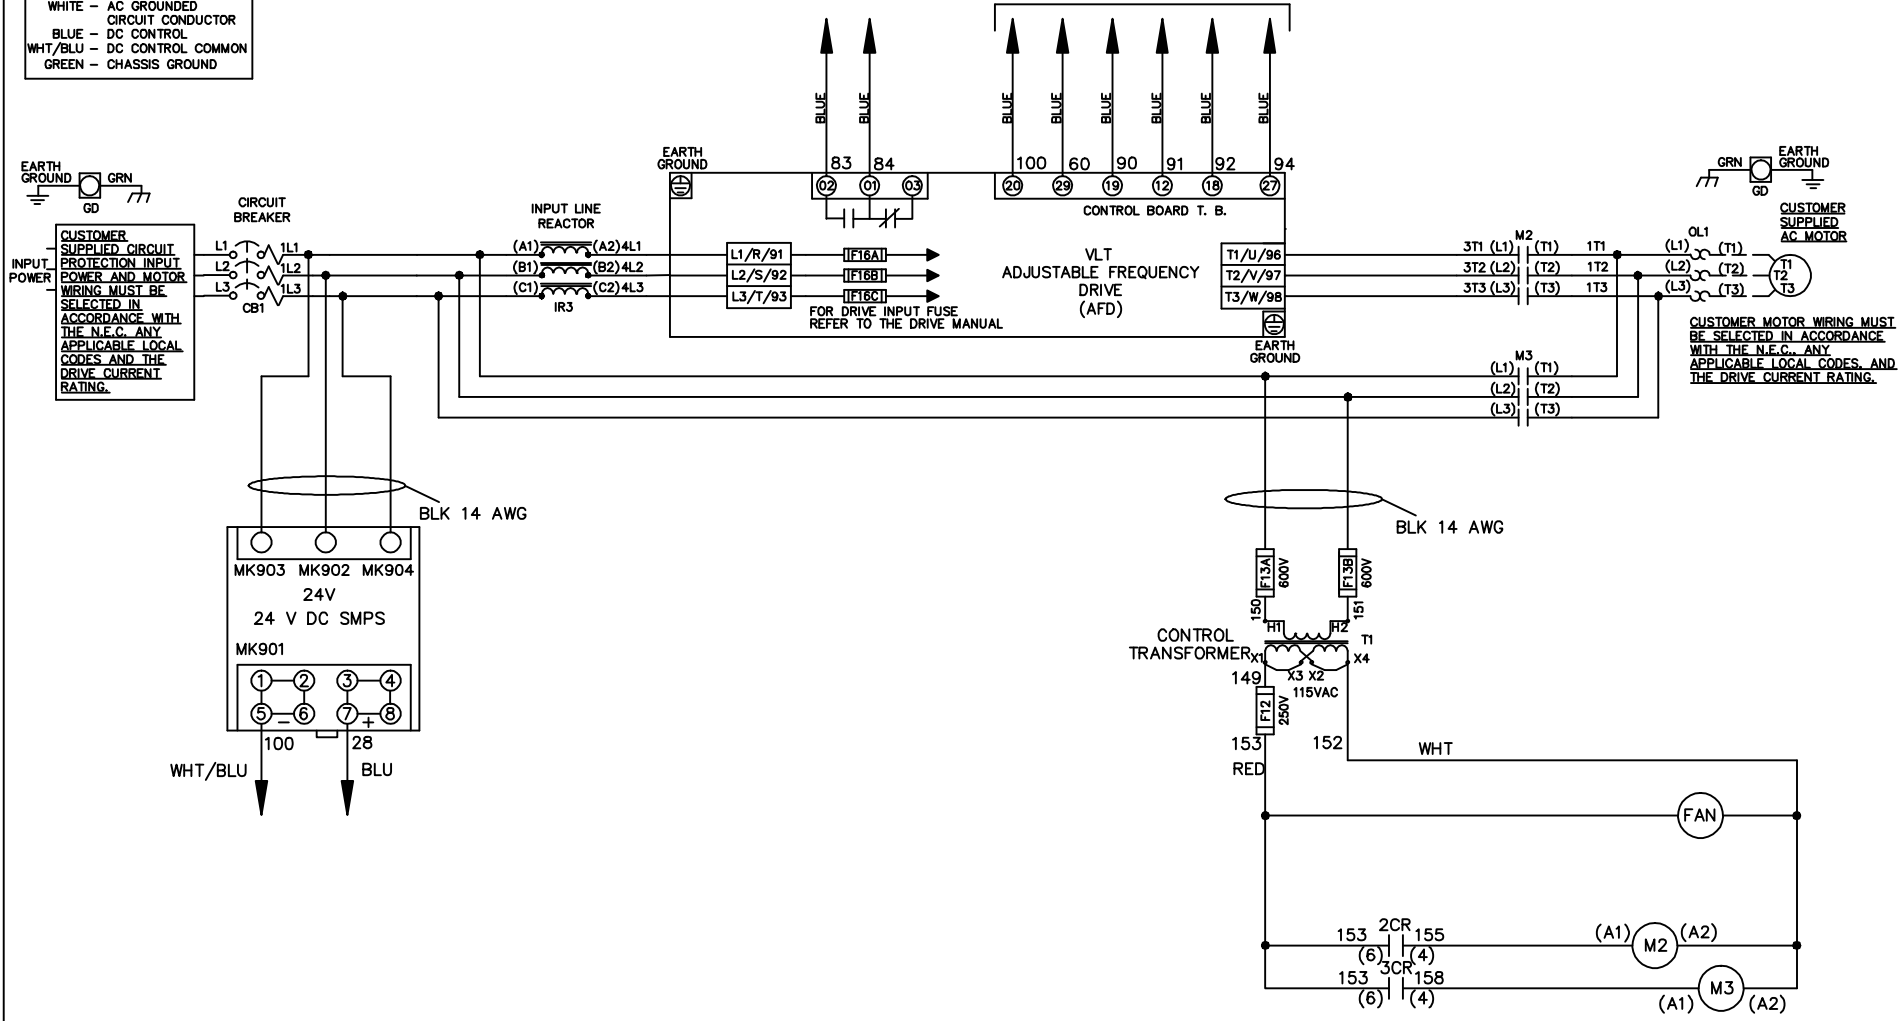 WHITE – AC GROUNDED
CIRCUIT CONDUCTOR
BLUE – DC CONTROL
WHT/BLU – DC CONTROL COMMON
GREEN – CHASSIS GROUND
BLUE
BLUE
BLUE
BLUE
BLUE
BLUE
BLUE
BLUE
EARTH
GROUND
83
84
100
60
90
91
92
94
02
01
03
20
29
19
12
18
27
CONTROL BOARD T. B.
EARTH
GROUND
GRN
GD
GRN
EARTH
GROUND
GD
CIRCUIT
BREAKER
INPUT LINE
REACTOR
CUSTOMER
SUPPLIED
AC MOTOR
INPUT
POWER
CUSTOMER
SUPPLIED CIRCUIT
PROTECTION INPUT
POWER AND MOTOR
WIRING MUST BE
SELECTED IN
ACCORDANCE WITH
THE N.E.C. ANY
APPLICABLE LOCAL
CODES AND THE
DRIVE CURRENT
RATING.
L1
1L1
L2
1L2
L3
1L3
CB1
(A1)
(A2)4L1
(B1)
(B2)4L2
(C1)
(C2)4L3
IR3
L1/R/91
L2/S/92
L3/T/93
F16A
F16B
F16C
FOR DRIVE INPUT FUSE
REFER TO THE DRIVE MANUAL
VLT
ADJUSTABLE FREQUENCY
DRIVE
(AFD)
T1/U/96
T2/V/97
T3/W/98
EARTH
GROUND
M2
3T1 (L1)
(T1)
1T1
3T2 (L2)
(T2)
1T2
3T3 (L3)
(T3)
1T3
OL1
(L1)
(T1)
(L2)
(T2)
(L3)
(T3)
T1
T2
T3
CUSTOMER MOTOR WIRING MUST
BE SELECTED IN ACCORDANCE
WITH THE N.E.C., ANY
APPLICABLE LOCAL CODES, AND
THE DRIVE CURRENT RATING.
M3
(L1)
(T1)
(L2)
(T2)
(L3)
(T3)
BLK 14 AWG
BLK 14 AWG
MK903
MK902
MK904
24V
24 V DC SMPS
MK901
1
2
3
4
5
6
7
8
–
+
100
28
WHT/BLU
BLU
F13A
600V
F13B
600V
150
151
H1
H2
CONTROL
TRANSFORMER
T1
X1
X4
X3 X2
149
115VAC
F12
250V
153
152
RED
WHT
FAN
2CR
153
155
(6)
(4)
(A1)
M2
(A2)
3CR
153
158
(6)
(4)
M3
(A1)
(A2)